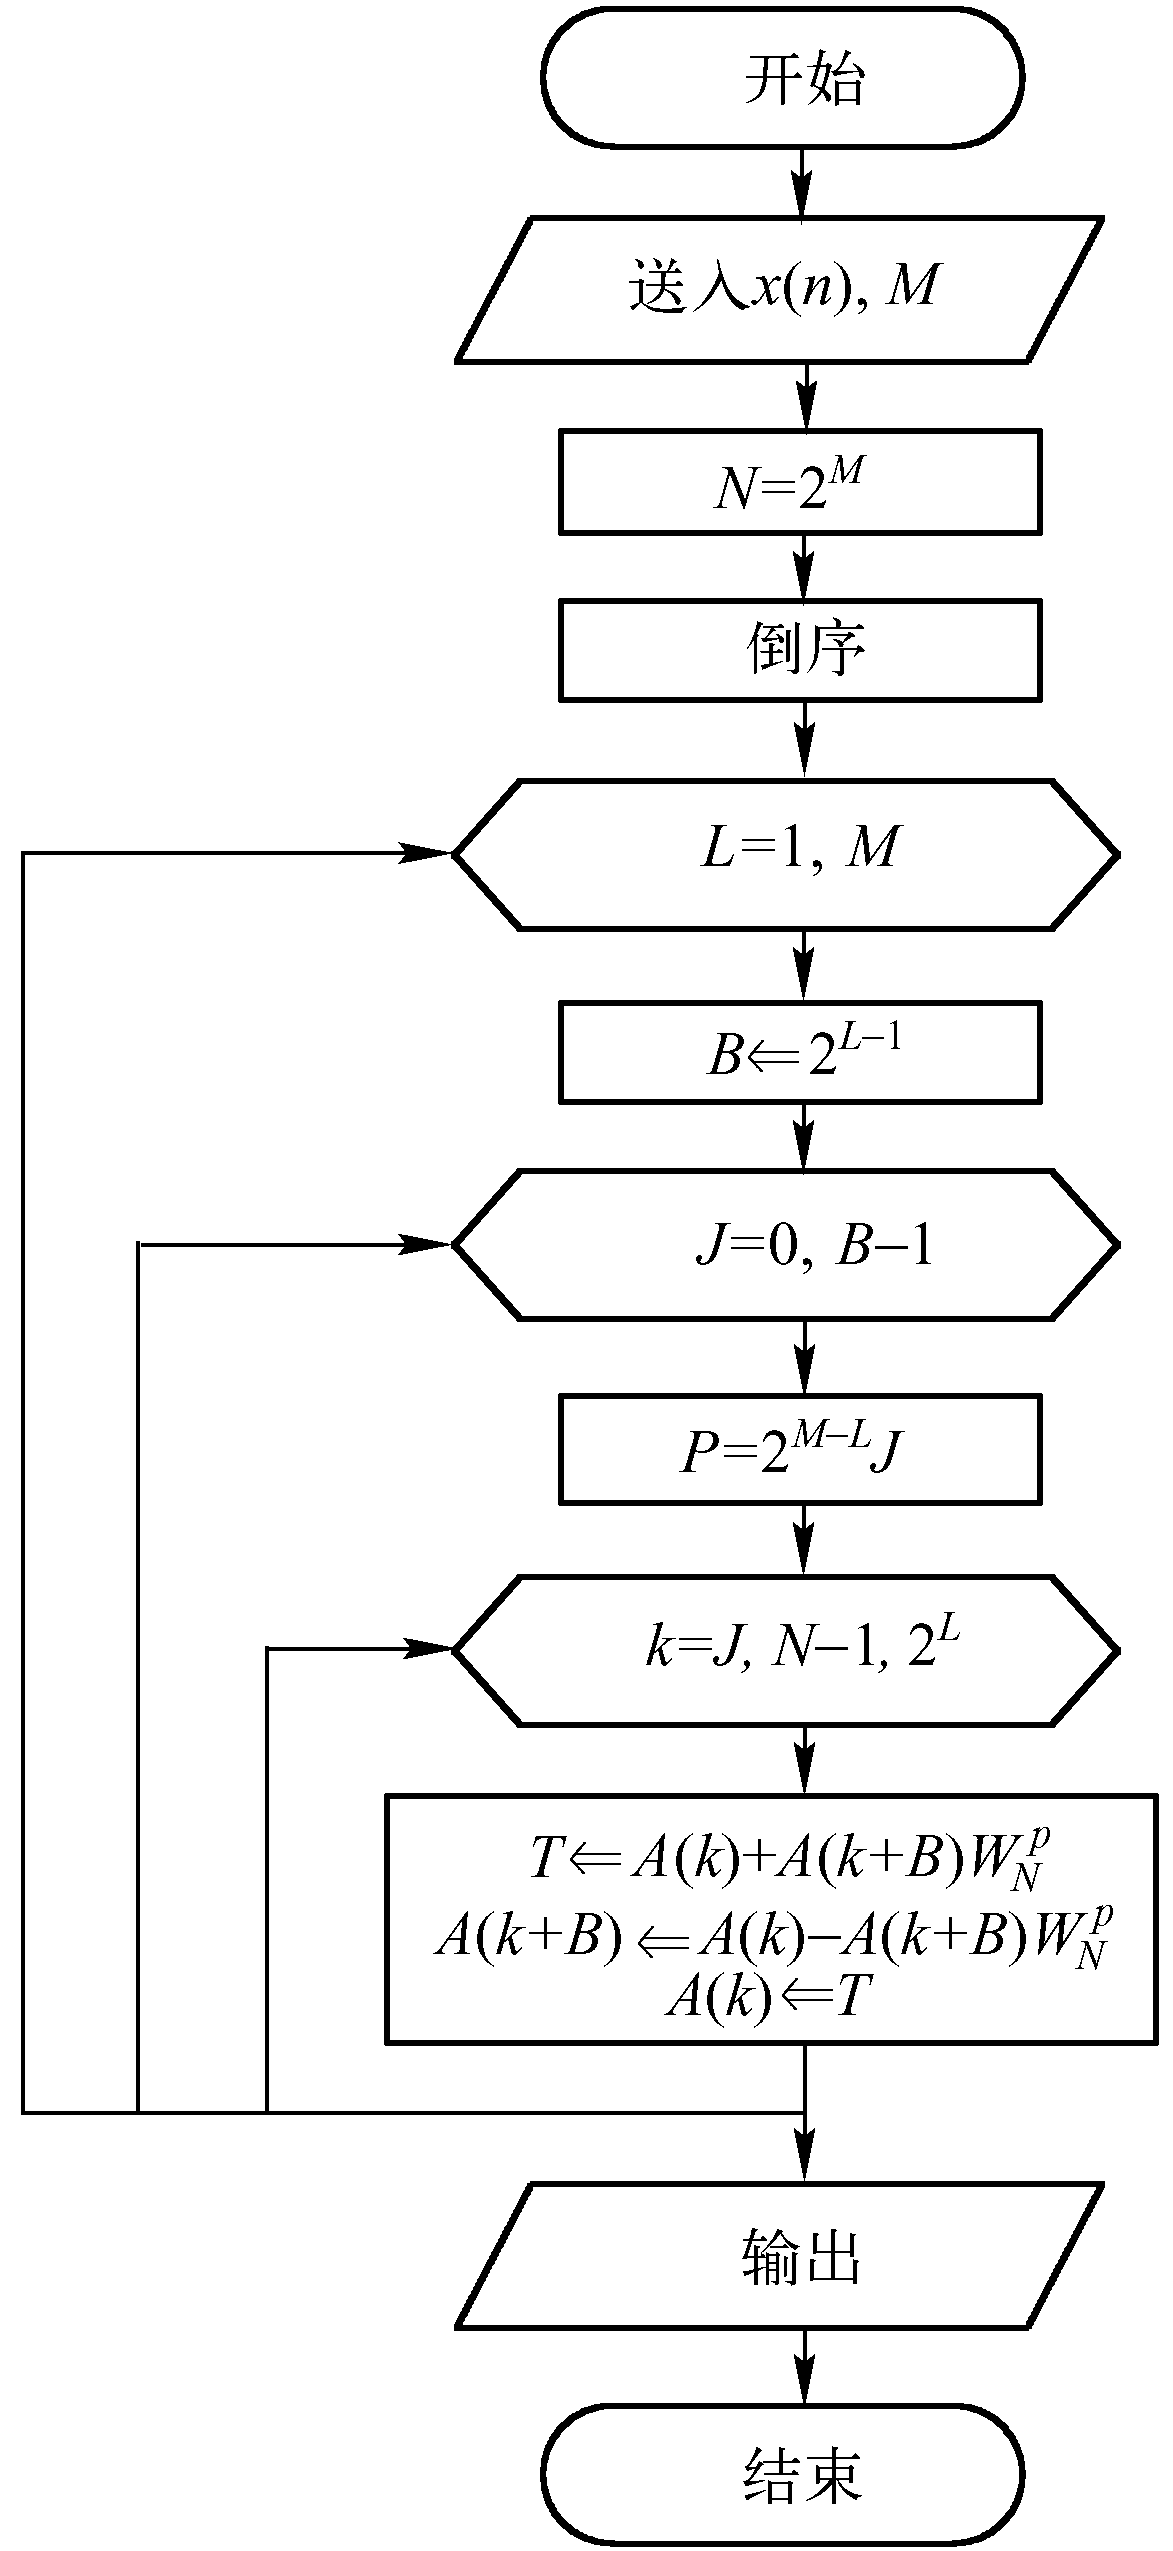 开始
送入x(n), M
N=2^M
倒序
L=1, M
B⇐2^{L−1}
J=0, B−1
P=2^{M−L}J
k=J, N−1, 2^L
T⇐A(k)+A(k+B)W_N^p
A(k+B)⇐A(k)−A(k+B)W_N^p
A(k)⇐T
输出
结束